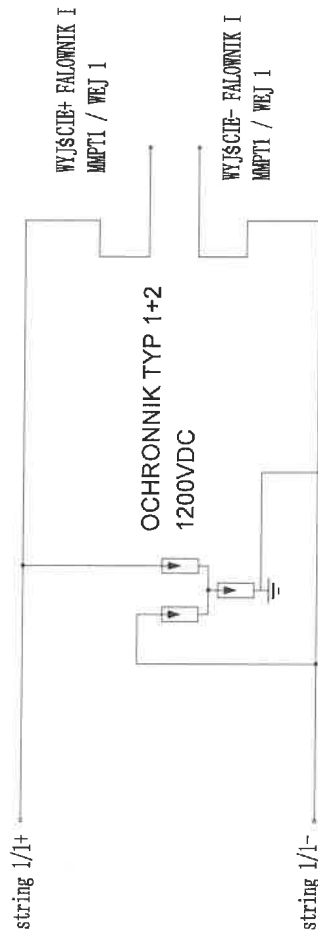 string 1/1+
WYJŚCIE+ FALOWNIK I
MMPT1 / WEJ 1
OCHRONNIK TYP 1+2
1200VDC
WYJŚCIE- FALOWNIK I
MMPT1 / WEJ 1
string 1/1-